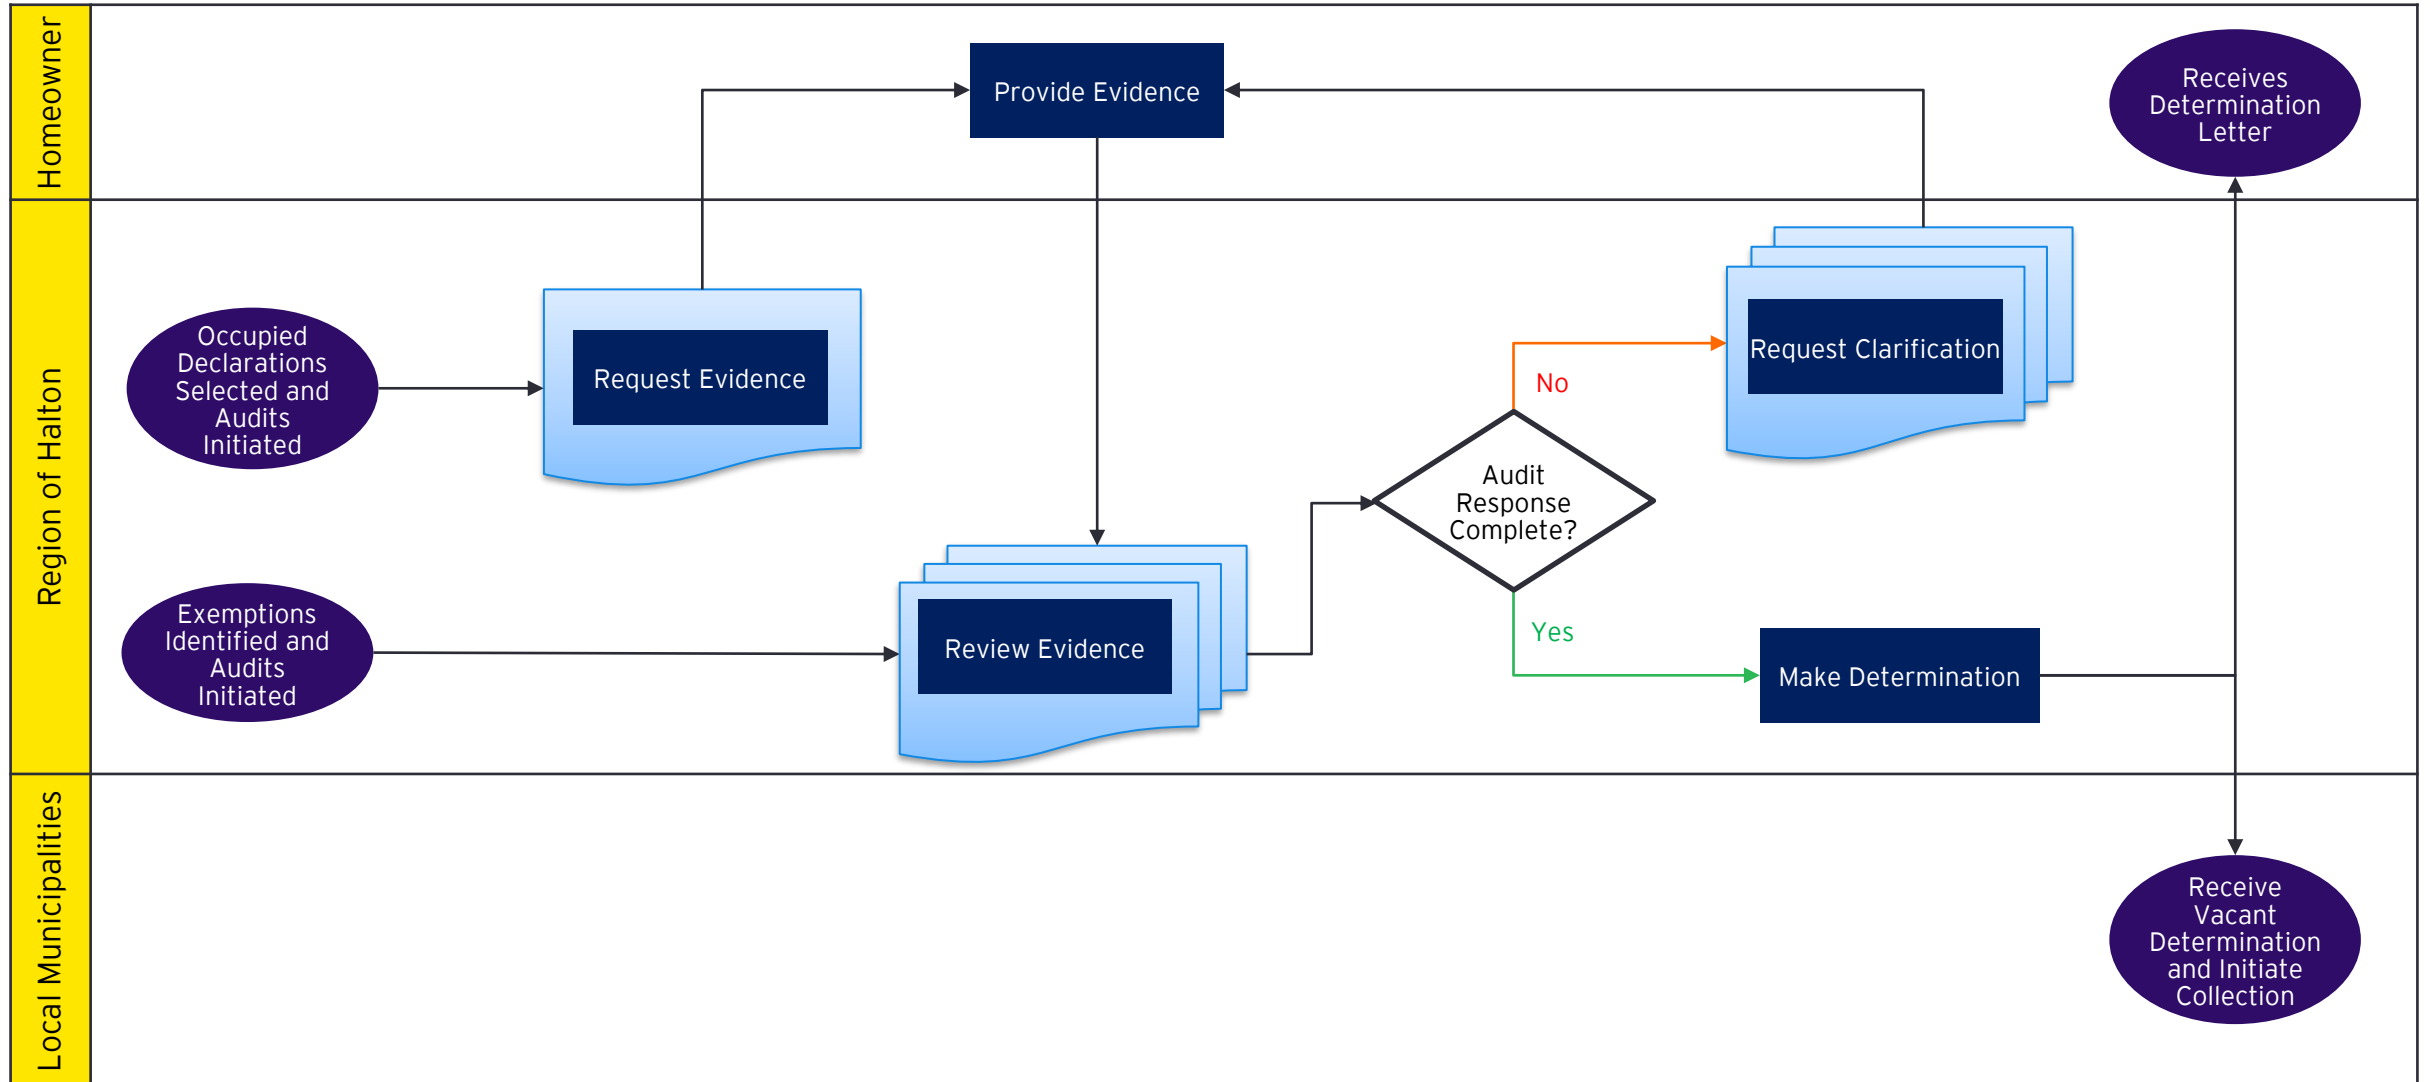 Homeowner
Provide Evidence
Receives
Determination
Letter
Region of Halton
Occupied
Declarations
Selected and
Audits
Initiated
Request Evidence
Request Clarification
No
Audit
Response
Complete?
Exemptions
Identified and
Audits
Initiated
Review Evidence
Yes
Make Determination
Local Municipalities
Receive
Vacant
Determination
and Initiate
Collection